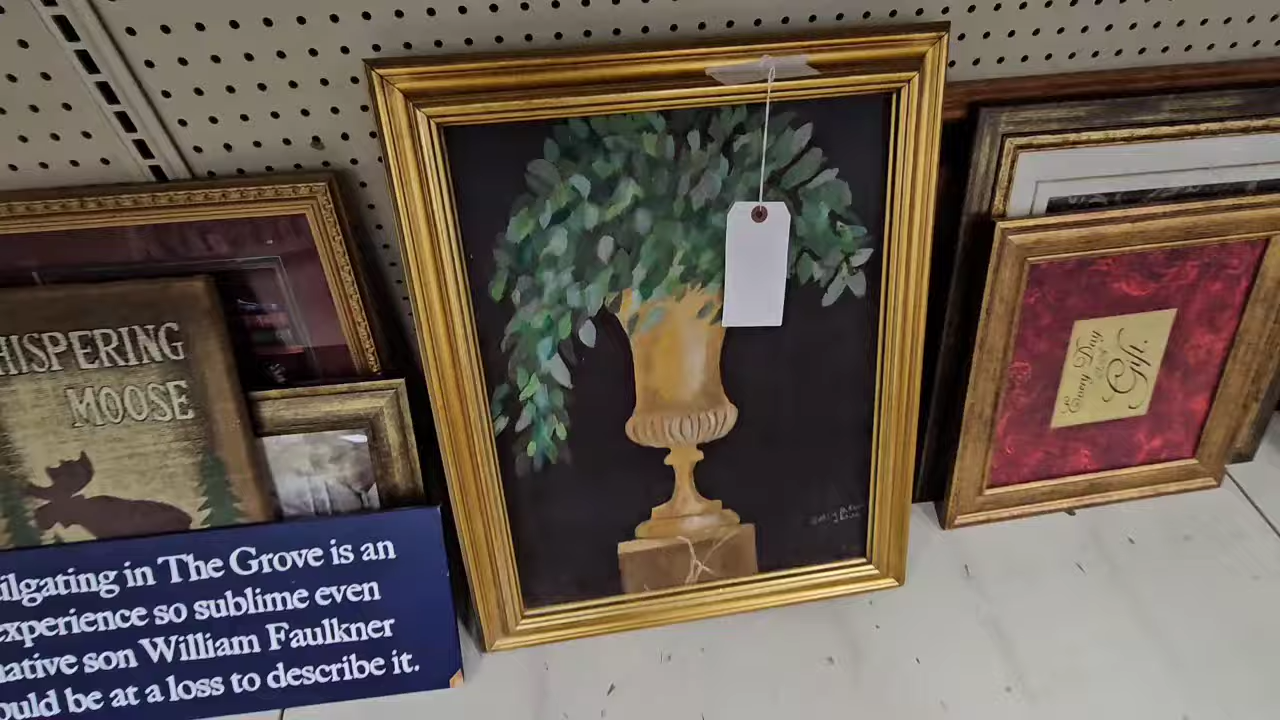 HISPERING
MOOSE
ilgating in The Grove is an
experience so sublime even
native son William Faulkner
ould be at a loss to describe it.
Every Day
is a
Gift.